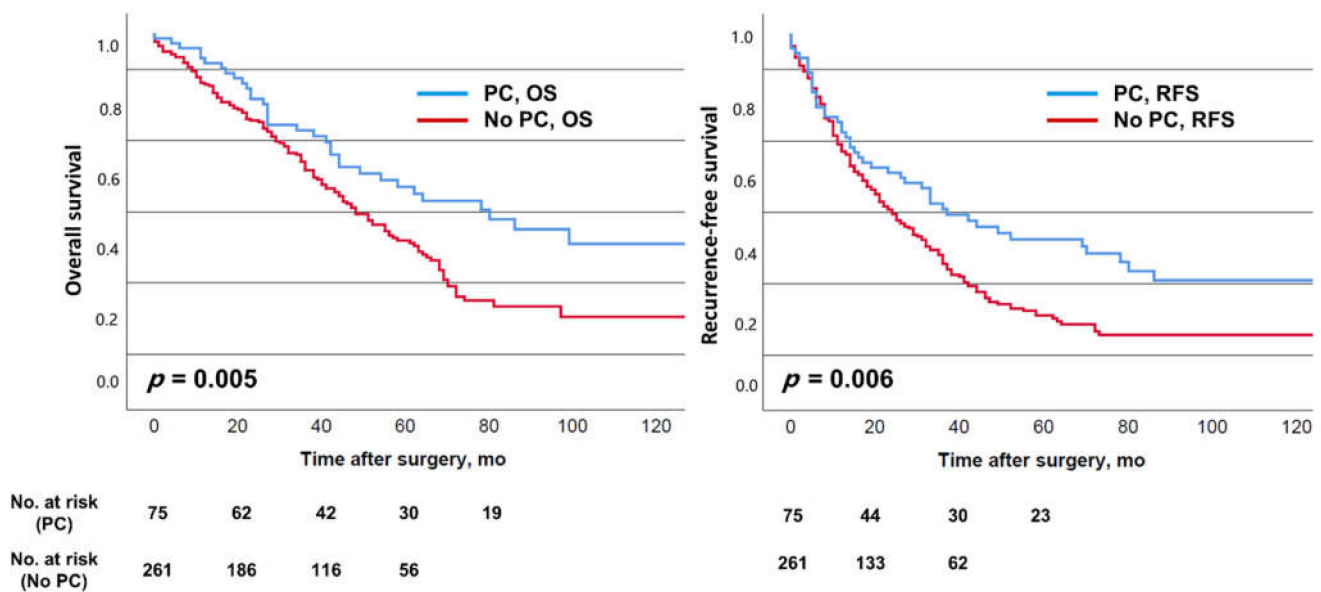 1.0
0.8
0.6
0.4
0.2
0.0
Overall survival
PC, OS
No PC, OS
p = 0.005
0 20 40 60 80 100 120
Time after surgery, mo
1.0
0.8
0.6
0.4
0.2
0.0
Recurrence-free survival
PC, RFS
No PC, RFS
p = 0.006
0 20 40 60 80 100 120
Time after surgery, mo
No. at risk
(PC)
75 62 42 30 19
75 44 30 23
No. at risk
(No PC)
261 186 116 56
261 133 62